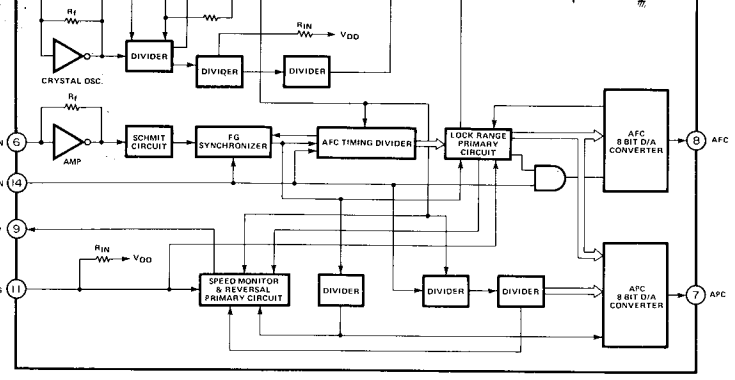 Rf
RIN
VDD
DIVIDER
DIVIDER
DIVIDER
CRYSTAL OSC.
Rf
AMP
SCHMIT
CIRCUIT
FG
SYNCHRONIZER
AFC TIMING DIVIDER
LOCK RANGE
PRIMARY
CIRCUIT
AFC
8 BIT D/A
CONVERTER
N
6
8
AFC
N
14
9
RIN
VDD
11
SPEED MONITOR
& REVERSAL
PRIMARY CIRCUIT
DIVIDER
DIVIDER
DIVIDER
APC
8 BIT D/A
CONVERTER
7
APC